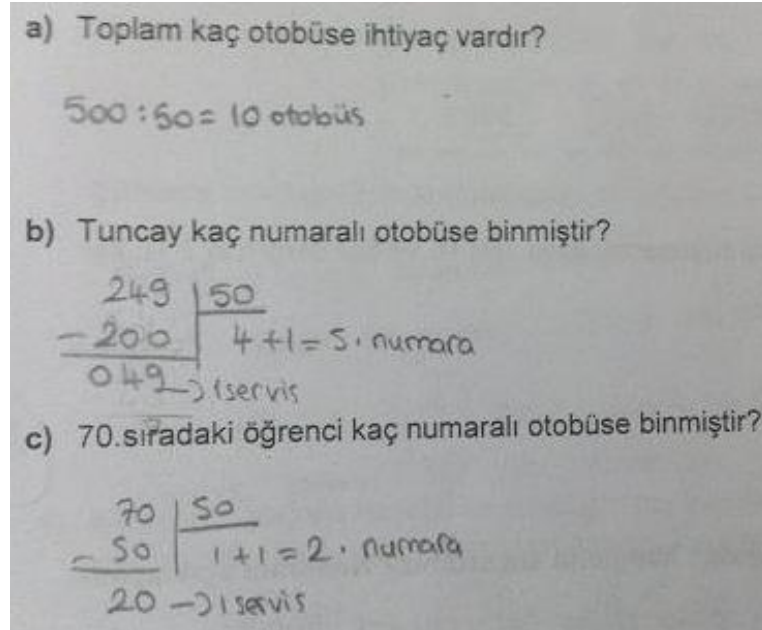 a) Toplam kaç otobüse ihtiyaç vardır?
500 : 50 = 10 otobüs
b) Tuncay kaç numaralı otobüse binmiştir?
249 | 50
- 200 4 + 1 = 5. numara
049 → 1 servis
c) 70.sıradaki öğrenci kaç numaralı otobüse binmiştir?
70 | 50
- 50 1 + 1 = 2. numara
20 → 1 servis